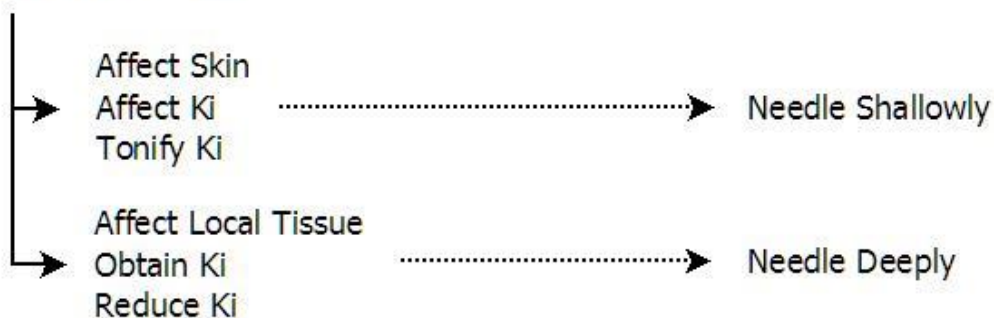 Affect Skin
Affect Ki
Tonify Ki
Needle Shallowly
Affect Local Tissue
Obtain Ki
Reduce Ki
Needle Deeply